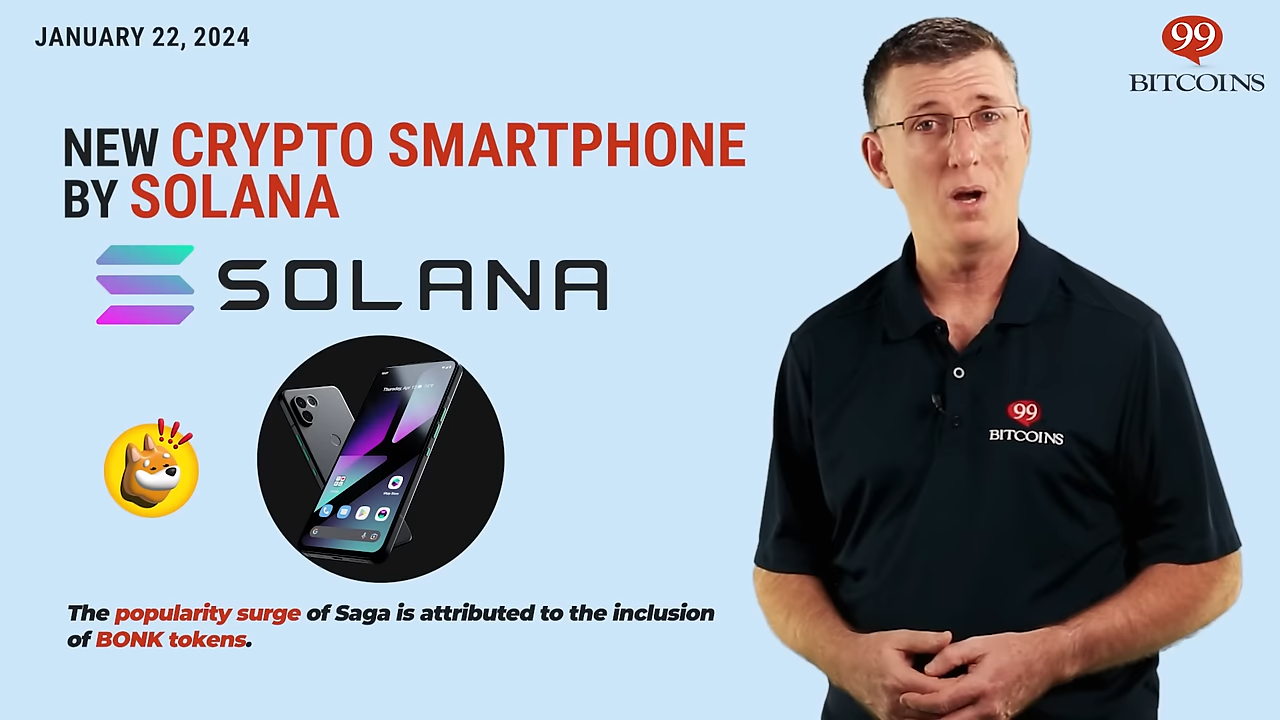 JANUARY 22, 2024
99
BITCOINS
NEW CRYPTO SMARTPHONE
BY SOLANA
SOLANA
The popularity surge of Saga is attributed to the inclusion
of BONK tokens.
99
BITCOINS